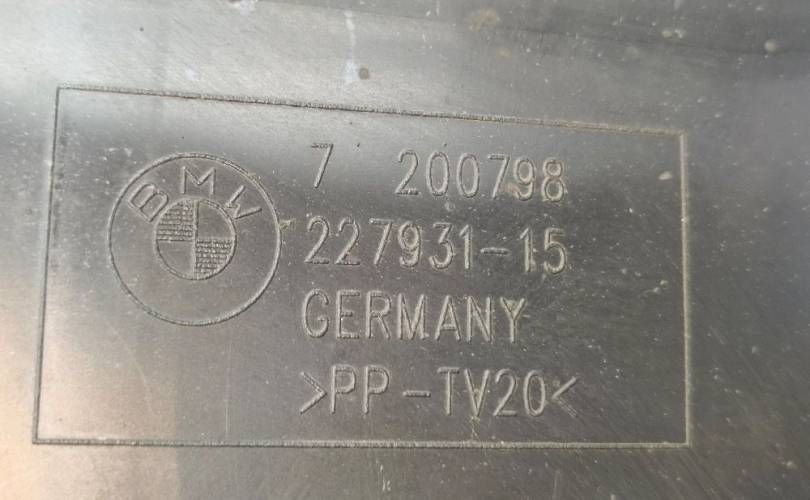 BMW
7 200798
227931-15
GERMANY
>PP-TV20<